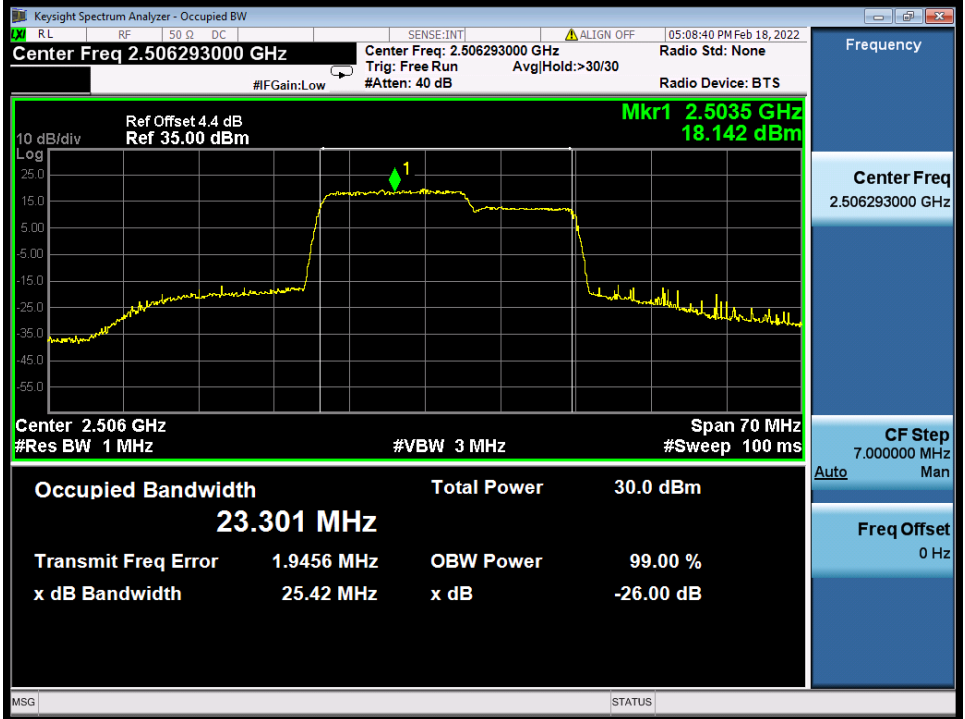 Keysight Spectrum Analyzer - Occupied BW
LXI RL RF 50 Ω DC SENSE:INT ALIGN OFF 05:08:40 PM Feb 18, 2022
Center Freq 2.506293000 GHz
Center Freq: 2.506293000 GHz Radio Std: None
Trig: Free Run Avg|Hold:>30/30
#IFGain:Low #Atten: 40 dB Radio Device: BTS
Mkr1 2.5035 GHz
18.142 dBm
Ref Offset 4.4 dB
10 dB/div Ref 35.00 dBm
Log
1
25.0
15.0
5.00
-5.00
-15.0
-25.0
-35.0
-45.0
-55.0
Center 2.506 GHz Span 70 MHz
#Res BW 1 MHz #VBW 3 MHz #Sweep 100 ms
Occupied Bandwidth Total Power 30.0 dBm
23.301 MHz
Transmit Freq Error 1.9456 MHz OBW Power 99.00 %
x dB Bandwidth 25.42 MHz x dB -26.00 dB
Frequency
Center Freq
2.506293000 GHz
CF Step
7.000000 MHz
Auto Man
Freq Offset
0 Hz
MSG STATUS